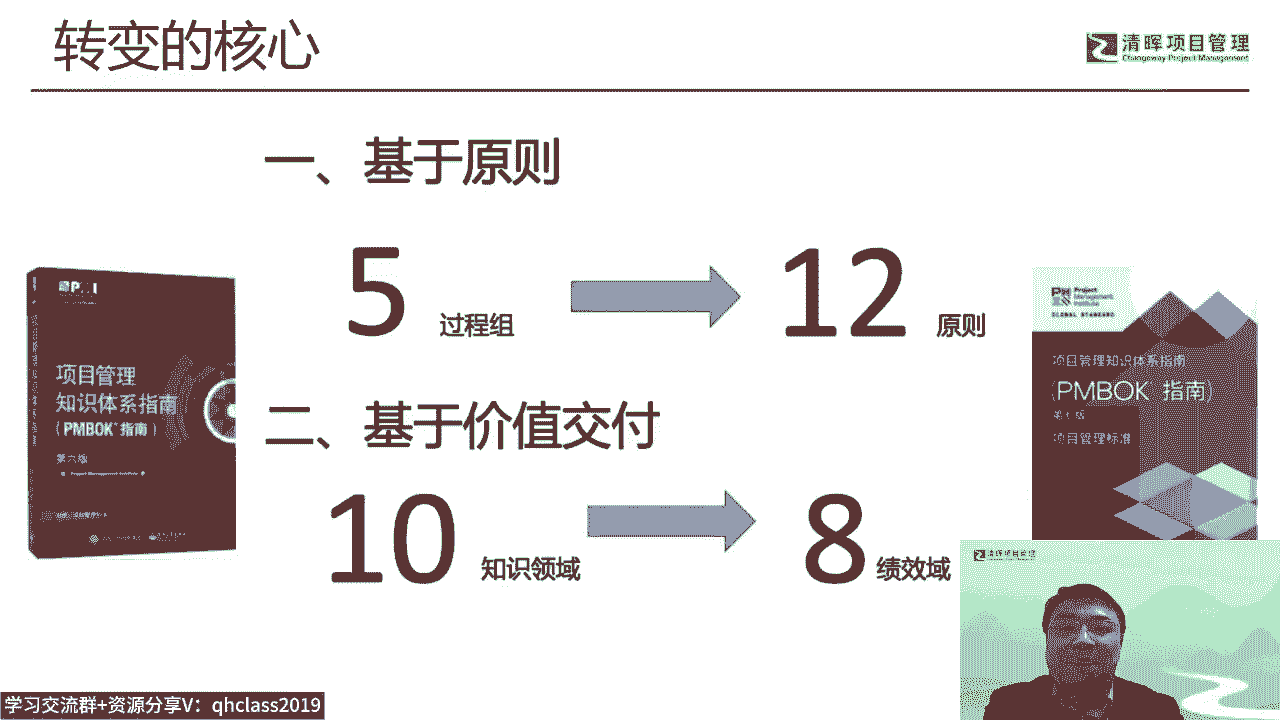 转变的核心
清晖项目管理
Changeway Project Management
一、基于原则
5 过程组
12 原则
项目管理
知识体系指南
(PMBOK 指南)
第六版
Project
Management
Institute
GLOBAL STANDARD
项目管理知识体系指南
(PMBOK 指南)
项目管理标准
二、基于价值交付
10 知识领域
8 绩效域
清晖项目管理
学习交流群+资源分享V：qhclass2019